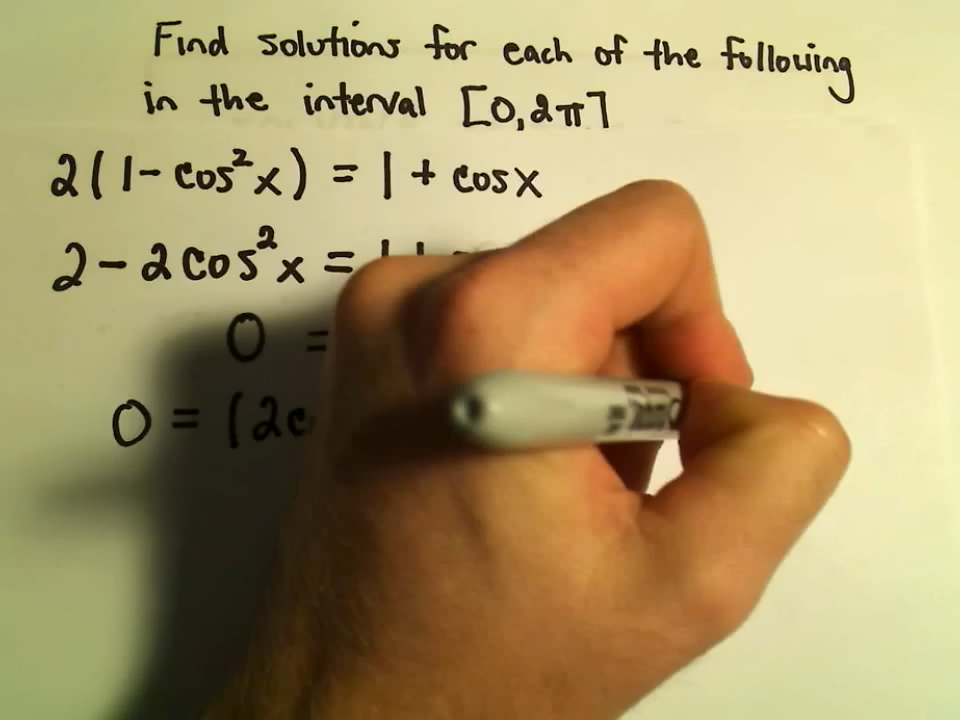 Find solutions for each of the following
in the interval [0,2π]
2(1-cos²x) = 1 + cosx
2-2cos²x =
0 =
0 = (2c